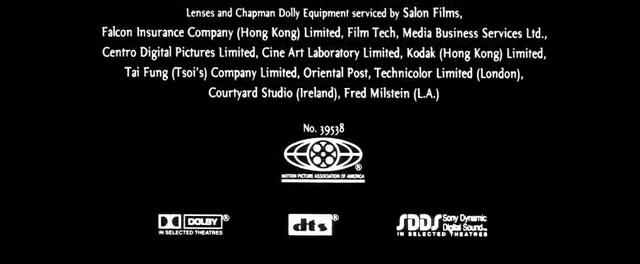 Lenses and Chapman Dolly Equipment serviced by Salon Films,
Falcon Insurance Company (Hong Kong) Limited, Film Tech, Media Business Services Ltd.,
Centro Digital Pictures Limited, Cine Art Laboratory Limited, Kodak (Hong Kong) Limited,
Tai Fung (Tsoi's) Company Limited, Oriental Post, Technicolor Limited (London),
Courtyard Studio (Ireland), Fred Milstein (L.A.)
No. 39538
®
MOTION PICTURE ASSOCIATION OF AMERICA
DOLBY®
IN SELECTED THEATRES
dts®
SDDS Sony Dynamic
Digital Sound™
IN SELECTED THEATRES